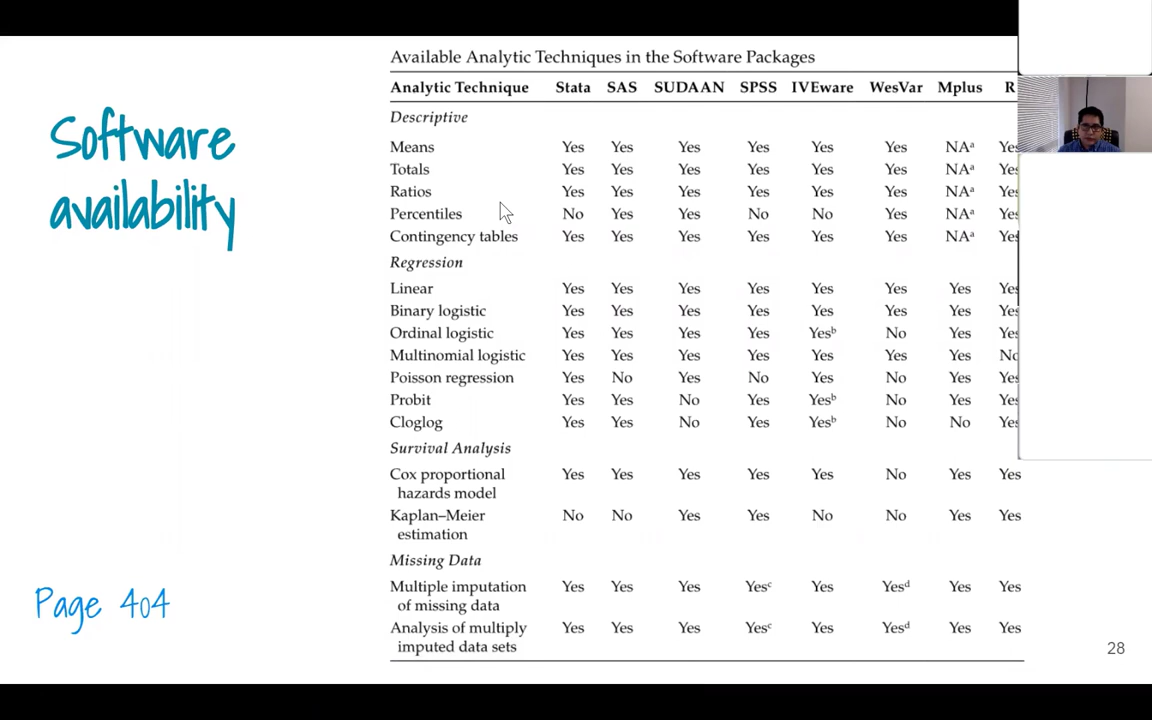 Software
availability
Page 404
Available Analytic Techniques in the Software Packages
Analytic Technique Stata SAS SUDAAN SPSS IVEware WesVar Mplus R
Descriptive
Means Yes Yes Yes Yes Yes Yes NAᵃ Yes
Totals Yes Yes Yes Yes Yes Yes NAᵃ Yes
Ratios Yes Yes Yes Yes Yes Yes NAᵃ Yes
Percentiles No Yes Yes No No Yes NAᵃ Yes
Contingency tables Yes Yes Yes Yes Yes Yes NAᵃ Yes
Regression
Linear Yes Yes Yes Yes Yes Yes Yes Yes
Binary logistic Yes Yes Yes Yes Yes Yes Yes Yes
Ordinal logistic Yes Yes Yes Yes Yesᵇ No Yes Yes
Multinomial logistic Yes Yes Yes Yes Yes Yes Yes No
Poisson regression Yes No Yes No Yes No Yes Yes
Probit Yes Yes No Yes Yesᵇ No Yes Yes
Cloglog Yes Yes No Yes Yesᵇ No No Yes
Survival Analysis
Cox proportional Yes Yes Yes Yes Yes No Yes Yes
hazards model
Kaplan–Meier No No Yes Yes No No Yes Yes
estimation
Missing Data
Multiple imputation Yes Yes Yes Yesᶜ Yes Yesᵈ Yes Yes
of missing data
Analysis of multiply Yes Yes Yes Yesᶜ Yes Yesᵈ Yes Yes
imputed data sets
28